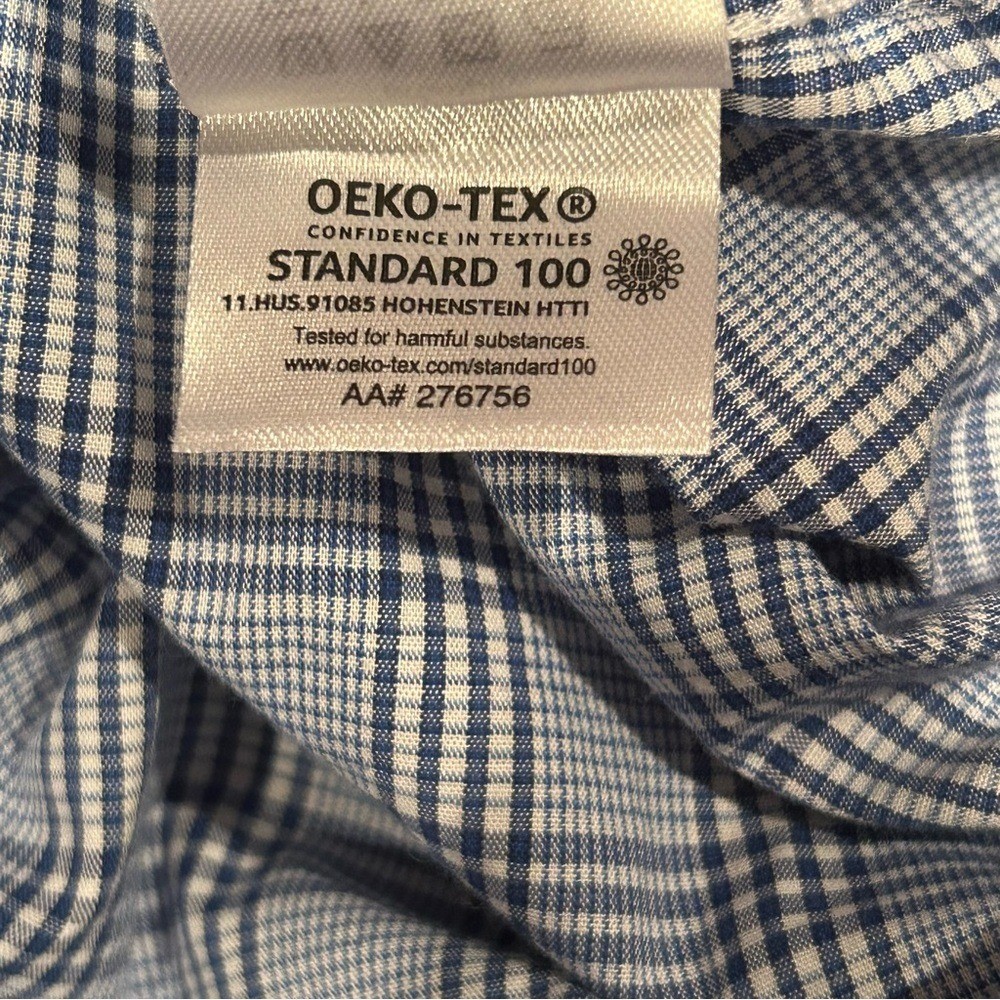 OEKO-TEX®
CONFIDENCE IN TEXTILES
STANDARD 100
11.HUS.91085 HOHENSTEIN HTTI
Tested for harmful substances.
www.oeko-tex.com/standard100
AA# 276756